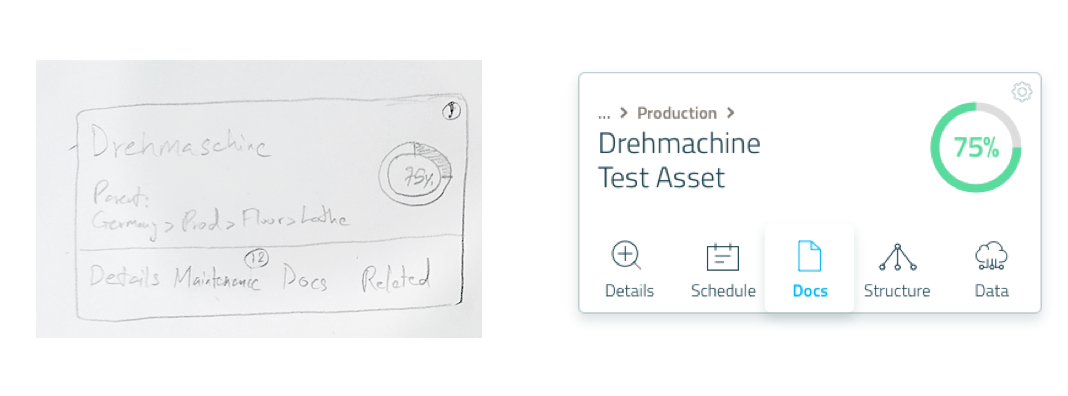 Drehmaschine
75%
Parent:
Germany > Prod > Floor > Lathe
12
Details Maintenance Docs Related
... > Production >
Drehmachine
Test Asset
75%
Details Schedule Docs Structure Data